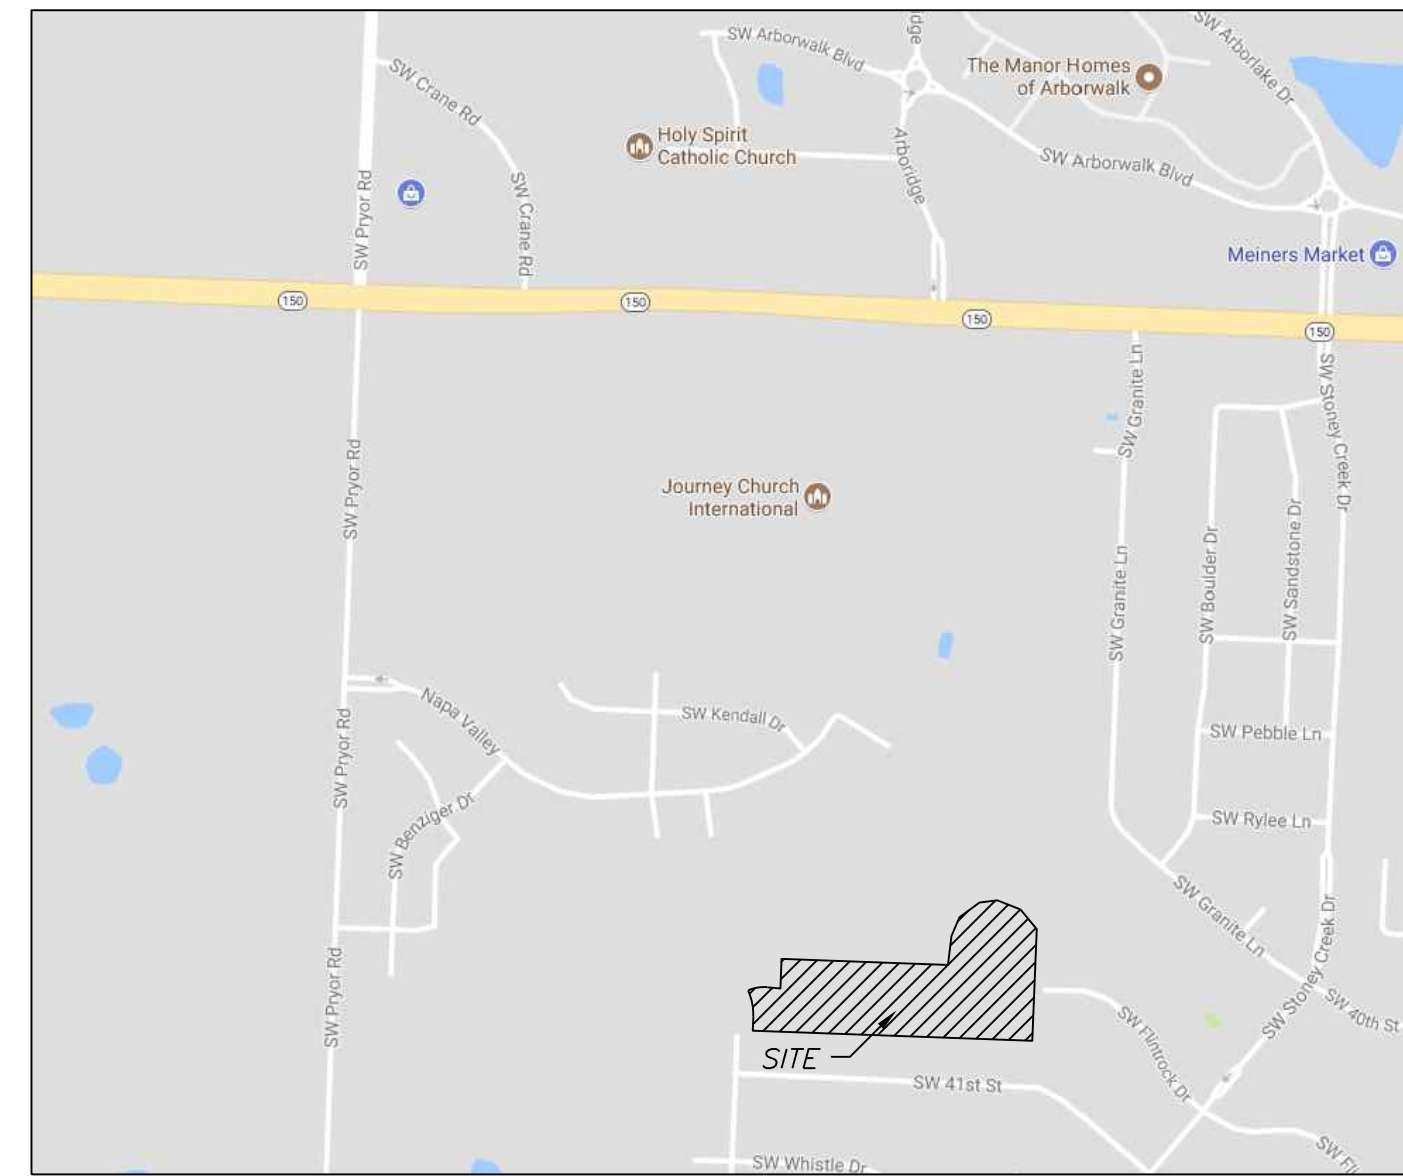 SW Arborwalk Blvd
dge
SW Arborlake Dr
The Manor Homes
of Arborwalk
SW Crane Rd
Holy Spirit
Catholic Church
Arboridge
SW Arborwalk Blvd
SW Pryor Rd
SW Crane Rd
Meiners Market
150
150
150
150
SW Granite Ln
SW Stoney Creek Dr
SW Pryor Rd
Journey Church
International
SW Granite Ln
SW Boulder Dr
SW Sandstone Dr
Napa Valley
SW Kendall Dr
SW Pryor Rd
SW Pebble Ln
SW Benziger Dr
SW Rylee Ln
SW Granite Ln
SW Stoney Creek Dr
SW Pryor Rd
SW 40th St
SW Flintrock Dr
SITE
SW 41st St
SW Whistle Dr
SW Fli